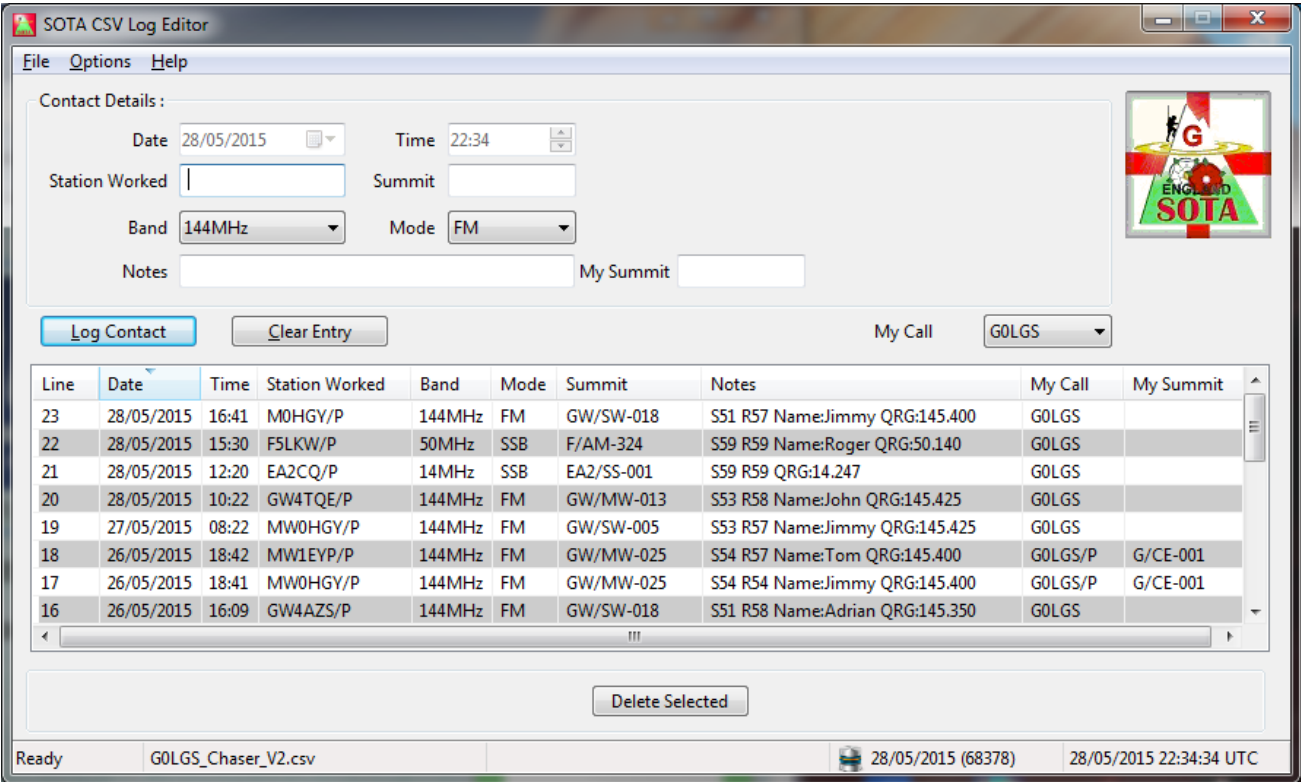 SOTA CSV Log Editor
File Options Help
Contact Details :
Date 28/05/2015 Time 22:34
Station Worked Summit
Band 144MHz Mode FM
Notes My Summit
G
ENGLAND
SOTA
Log Contact Clear Entry My Call G0LGS
Line Date Time Station Worked Band Mode Summit Notes My Call My Summit
23 28/05/2015 16:41 M0HGY/P 144MHz FM GW/SW-018 S51 R57 Name:Jimmy QRG:145.400 G0LGS
22 28/05/2015 15:30 F5LKW/P 50MHz SSB F/AM-324 S59 R59 Name:Roger QRG:50.140 G0LGS
21 28/05/2015 12:20 EA2CQ/P 14MHz SSB EA2/SS-001 S59 R59 QRG:14.247 G0LGS
20 28/05/2015 10:22 GW4TQE/P 144MHz FM GW/MW-013 S53 R58 Name:John QRG:145.425 G0LGS
19 27/05/2015 08:22 MW0HGY/P 144MHz FM GW/SW-005 S53 R57 Name:Jimmy QRG:145.425 G0LGS
18 26/05/2015 18:42 MW1EYP/P 144MHz FM GW/MW-025 S54 R57 Name:Tom QRG:145.400 G0LGS/P G/CE-001
17 26/05/2015 18:41 MW0HGY/P 144MHz FM GW/MW-025 S54 R54 Name:Jimmy QRG:145.400 G0LGS/P G/CE-001
16 26/05/2015 16:09 GW4AZS/P 144MHz FM GW/SW-018 S51 R58 Name:Adrian QRG:145.350 G0LGS
Delete Selected
Ready G0LGS_Chaser_V2.csv 28/05/2015 (68378) 28/05/2015 22:34:34 UTC